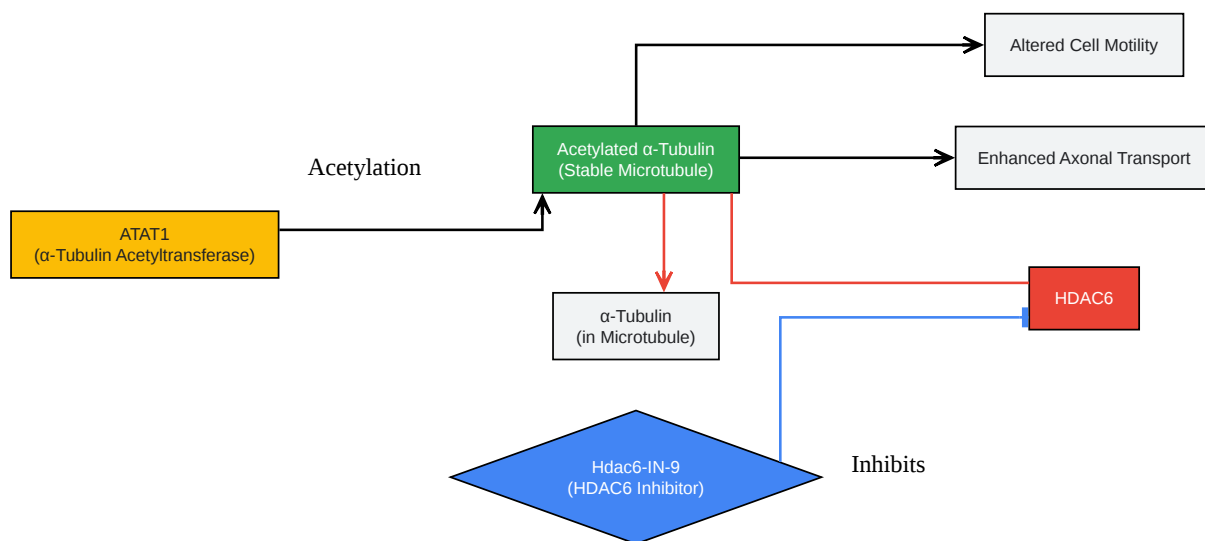 Altered Cell Motility
Acetylated α-Tubulin
(Stable Microtubule)
Enhanced Axonal Transport
Acetylation
ATAT1
(α-Tubulin Acetyltransferase)
HDAC6
α-Tubulin
(in Microtubule)
Hdac6-IN-9
(HDAC6 Inhibitor)
Inhibits